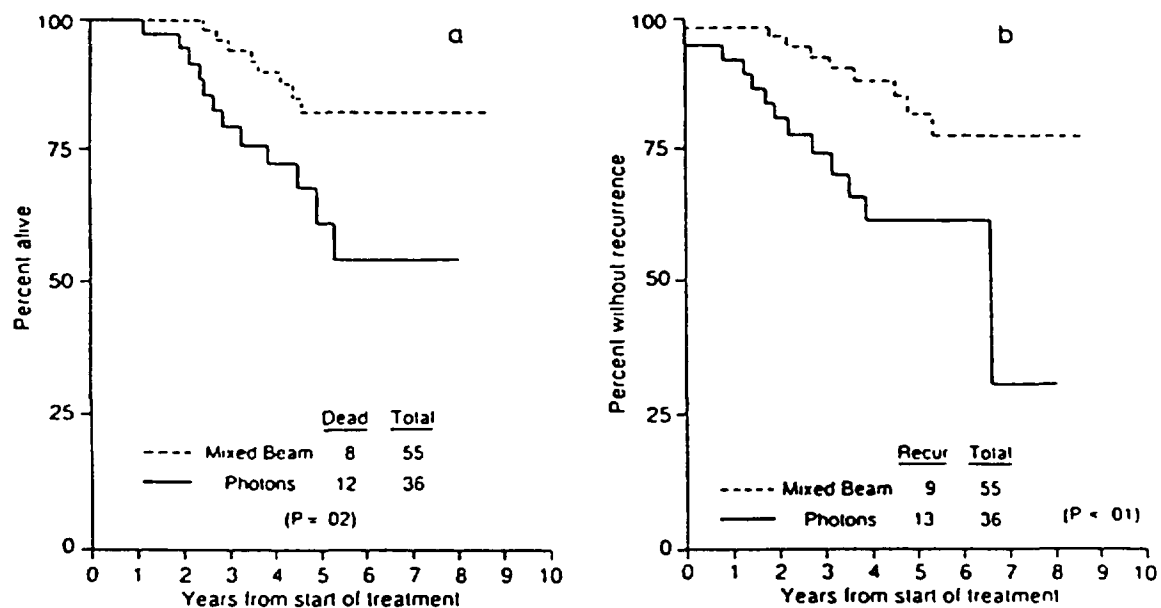 a
Percent alive
100
75
50
25
0
Dead Total
Mixed Beam 8 55
Photons 12 36
(P = .02)
0 1 2 3 4 5 6 7 8 9 10
Years from start of treatment
b
Percent without recurrence
100
75
50
25
0
Recur Total
Mixed Beam 9 55
Photons 13 36
(P < .01)
0 1 2 3 4 5 6 7 8 9 10
Years from start of treatment